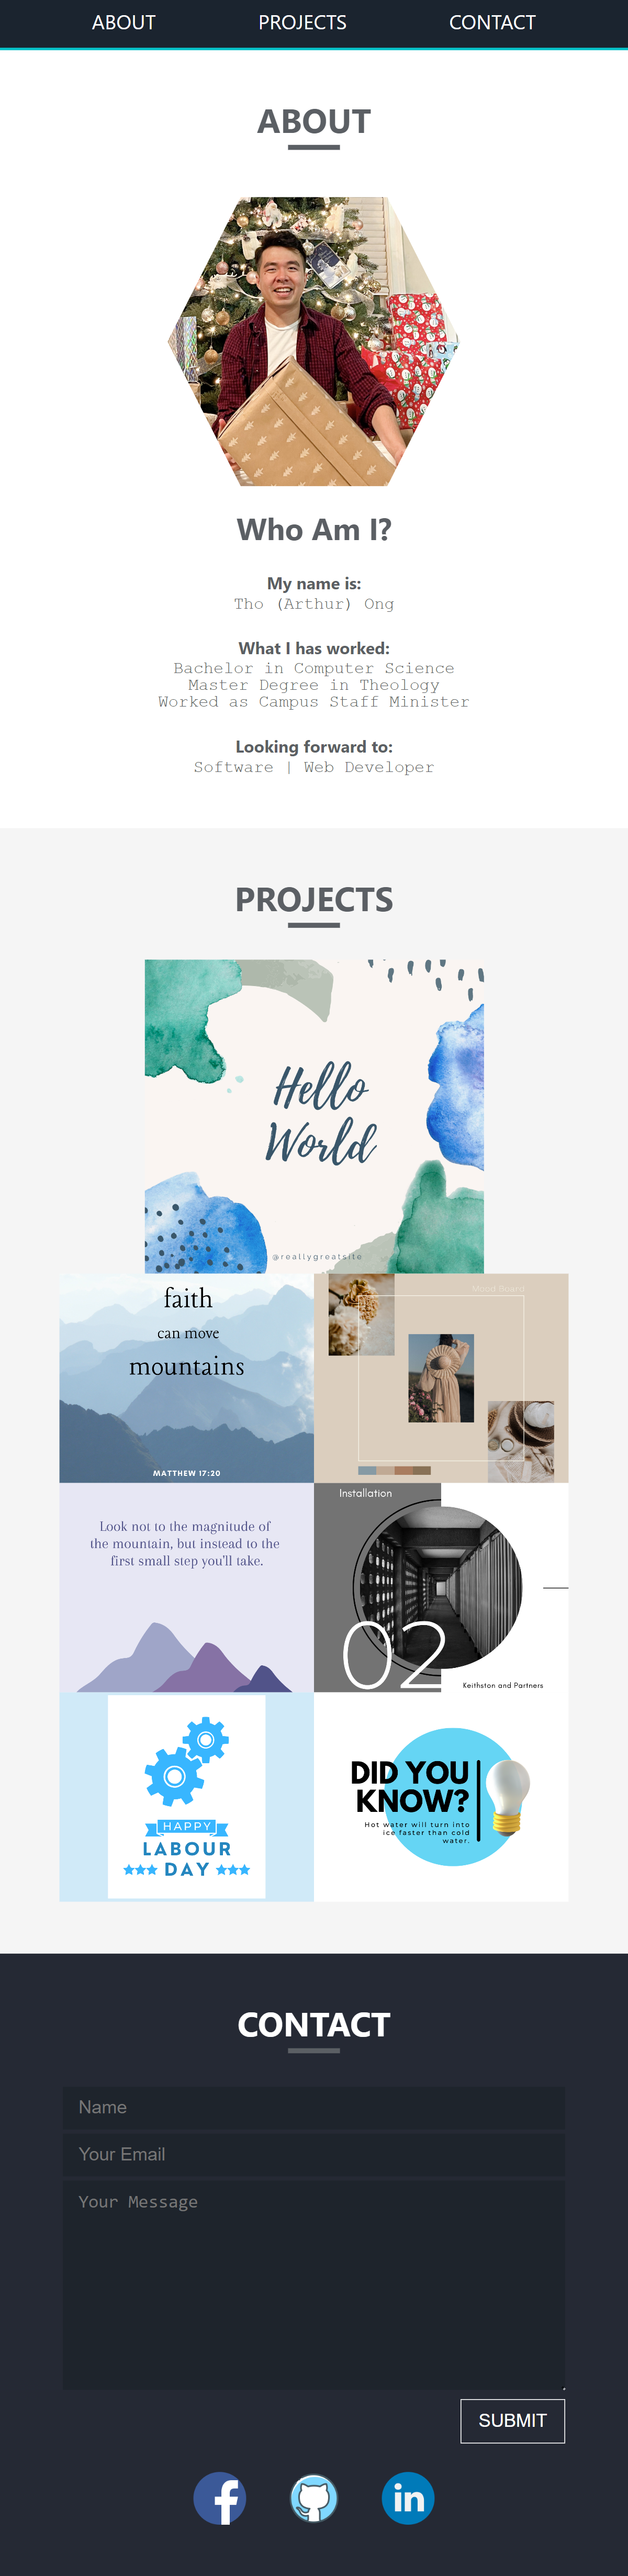 ABOUT PROJECTS CONTACT
ABOUT
Who Am I?
My name is:
Tho (Arthur) Ong
What I has worked:
Bachelor in Computer Science
Master Degree in Theology
Worked as Campus Staff Minister
Looking forward to:
Software | Web Developer
PROJECTS
Hello
World
@reallygreatsite
faith
can move
mountains
MATTHEW 17:20
Mood Board
Look not to the magnitude of
the mountain, but instead to the
first small step you'll take.
Installation
02
Keithston and Partners
HAPPY
LABOUR
DAY
DID YOU
KNOW?
Hot water will turn into
ice faster than cold
water.
CONTACT
Name
Your Email
Your Message
SUBMIT
f
in